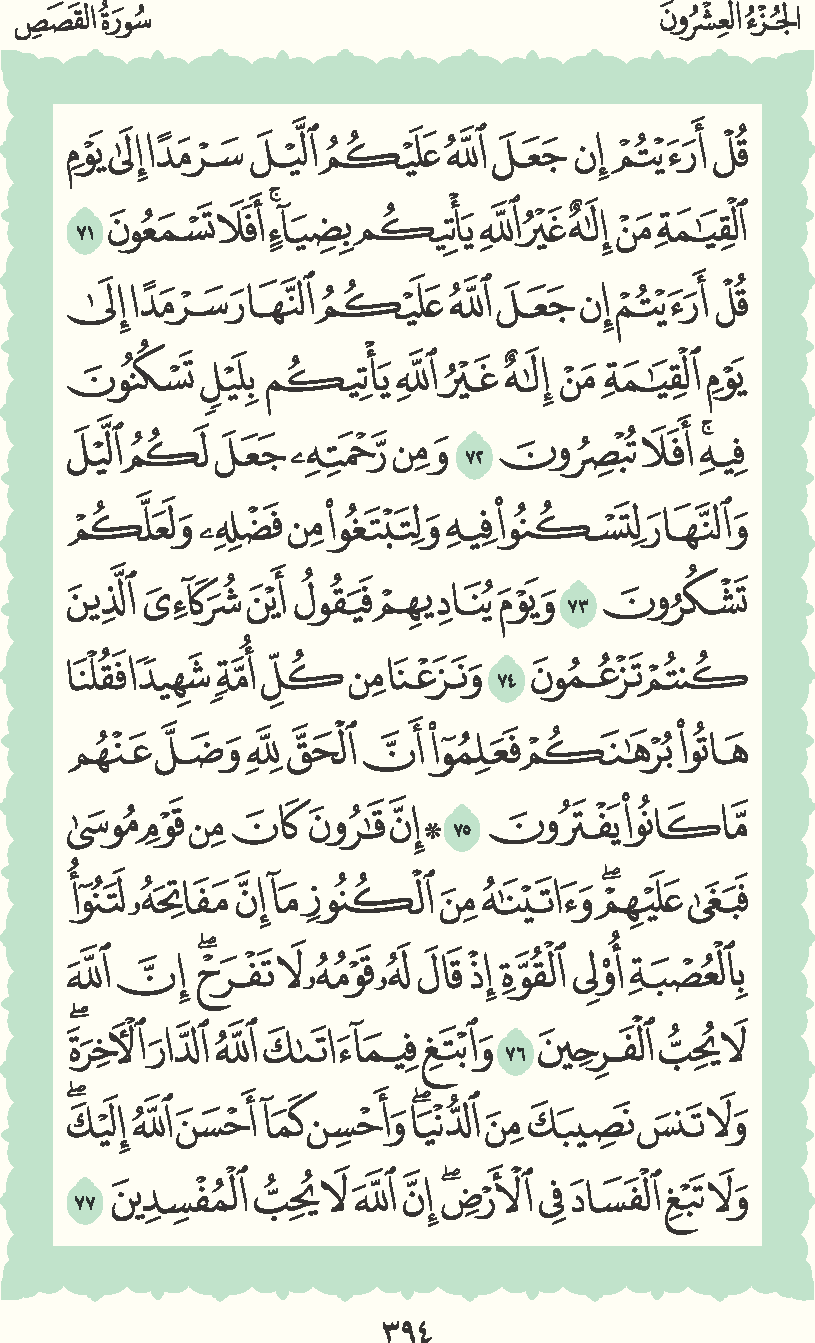 الجُزْءُ العِشْرُونَ سُورَةُ القَصَصِ
قُلْ أَرَءَيْتُمْ إِن جَعَلَ ٱللَّهُ عَلَيْكُمُ ٱلَّيْلَ سَرْمَدًا إِلَىٰ يَوْمِ
ٱلْقِيَٰمَةِ مَنْ إِلَٰهٌ غَيْرُ ٱللَّهِ يَأْتِيكُم بِضِيَآءٍ ۖ أَفَلَا تَسْمَعُونَ ٧١
قُلْ أَرَءَيْتُمْ إِن جَعَلَ ٱللَّهُ عَلَيْكُمُ ٱلنَّهَارَ سَرْمَدًا إِلَىٰ
يَوْمِ ٱلْقِيَٰمَةِ مَنْ إِلَٰهٌ غَيْرُ ٱللَّهِ يَأْتِيكُم بِلَيْلٍ تَسْكُنُونَ
فِيهِ ۚ أَفَلَا تُبْصِرُونَ ٧٢ وَمِن رَّحْمَتِهِۦ جَعَلَ لَكُمُ ٱلَّيْلَ
وَٱلنَّهَارَ لِتَسْكُنُوا۟ فِيهِ وَلِتَبْتَغُوا۟ مِن فَضْلِهِۦ وَلَعَلَّكُمْ
تَشْكُرُونَ ٧٣ وَيَوْمَ يُنَادِيهِمْ فَيَقُولُ أَيْنَ شُرَكَآءِىَ ٱلَّذِينَ
كُنتُمْ تَزْعُمُونَ ٧٤ وَنَزَعْنَا مِن كُلِّ أُمَّةٍ شَهِيدًا فَقُلْنَا
هَاتُوا۟ بُرْهَٰنَكُمْ فَعَلِمُوٓا۟ أَنَّ ٱلْحَقَّ لِلَّهِ وَضَلَّ عَنْهُم
مَّا كَانُوا۟ يَفْتَرُونَ ٧٥ ۞ إِنَّ قَٰرُونَ كَانَ مِن قَوْمِ مُوسَىٰ
فَبَغَىٰ عَلَيْهِمْ ۖ وَءَاتَيْنَٰهُ مِنَ ٱلْكُنُوزِ مَآ إِنَّ مَفَاتِحَهُۥ لَتَنُوٓأُ
بِٱلْعُصْبَةِ أُو۟لِى ٱلْقُوَّةِ إِذْ قَالَ لَهُۥ قَوْمُهُۥ لَا تَفْرَحْ ۖ إِنَّ ٱللَّهَ
لَا يُحِبُّ ٱلْفَرِحِينَ ٧٦ وَٱبْتَغِ فِيمَآ ءَاتَىٰكَ ٱللَّهُ ٱلدَّارَ ٱلْءَاخِرَةَ ۖ
وَلَا تَنسَ نَصِيبَكَ مِنَ ٱلدُّنْيَا ۖ وَأَحْسِن كَمَآ أَحْسَنَ ٱللَّهُ إِلَيْكَ ۖ
وَلَا تَبْغِ ٱلْفَسَادَ فِى ٱلْأَرْضِ ۖ إِنَّ ٱللَّهَ لَا يُحِبُّ ٱلْمُفْسِدِينَ ٧٧
٣٩٤